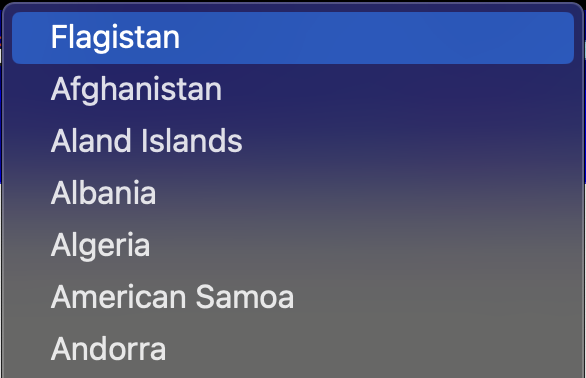 Flagistan
Afghanistan
Aland Islands
Albania
Algeria
American Samoa
Andorra